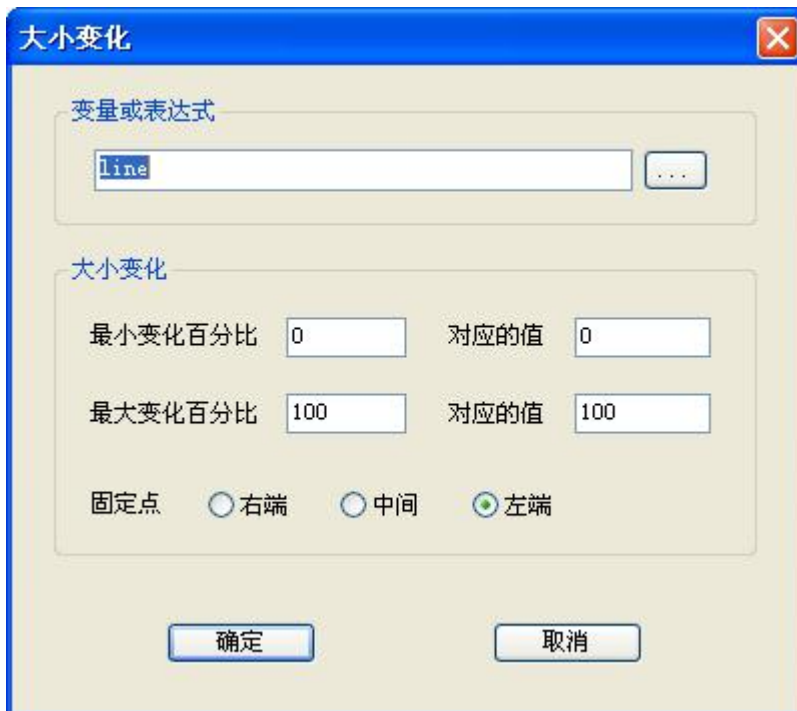 大小变化
变量或表达式
line
...
大小变化
最小变化百分比 0 对应的值 0
最大变化百分比 100 对应的值 100
固定点 右端 中间 左端
确定 取消